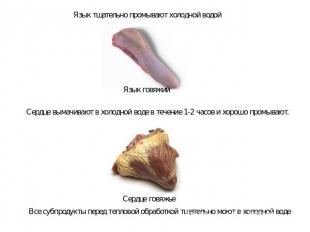 Язык тщательно промывают холодной водой
Язык говяжий
Сердце вымачивают в холодной воде в течение 1-2 часов и хорошо промывают.
Сердце говяжье
Все субпродукты перед тепловой обработкой тщательно моют в холодной воде